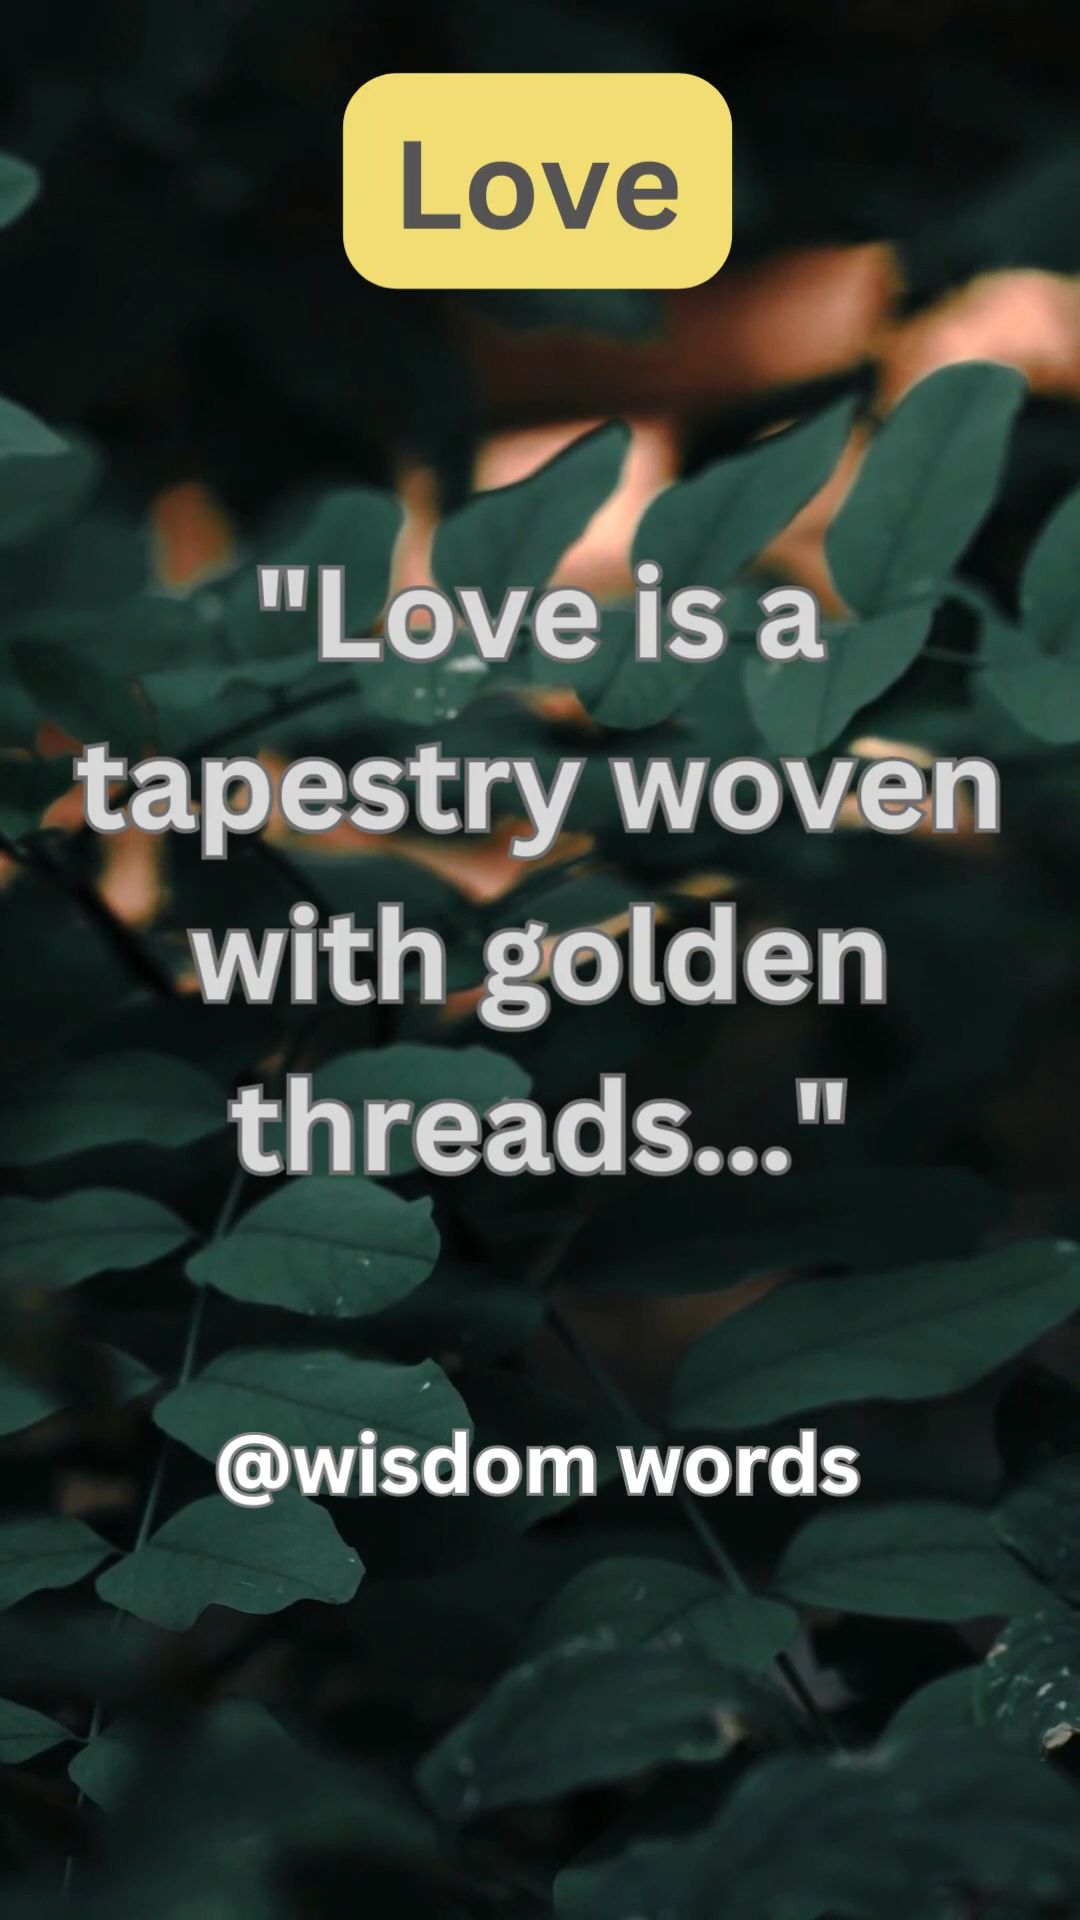 Love
"Love is a
tapestry woven
with golden
threads..."
@wisdom words